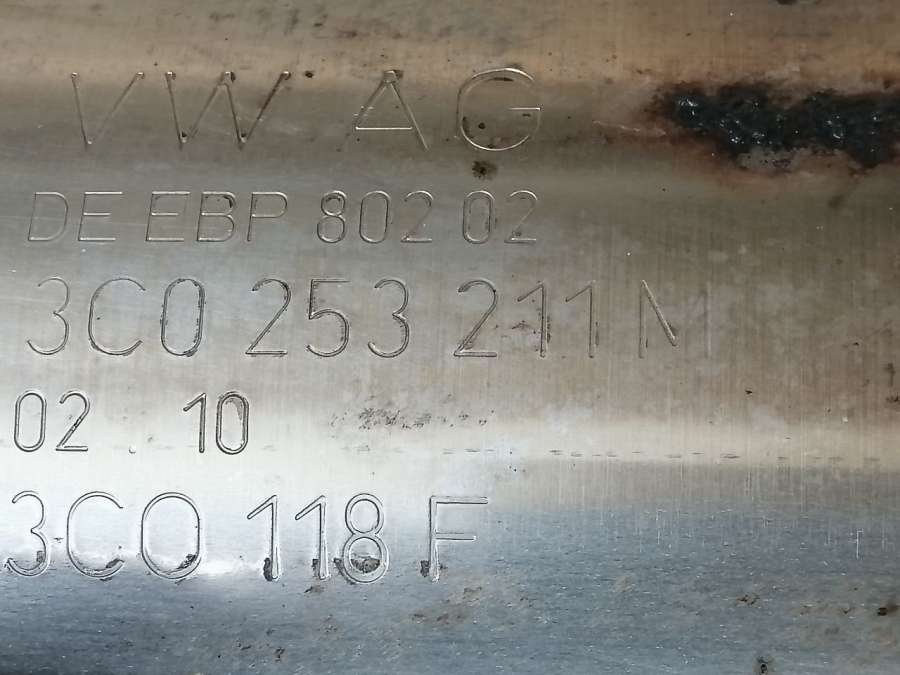 VW AG
DE EBP 802 02
3C0 253 211 M
02 . 10
3C0 118 F